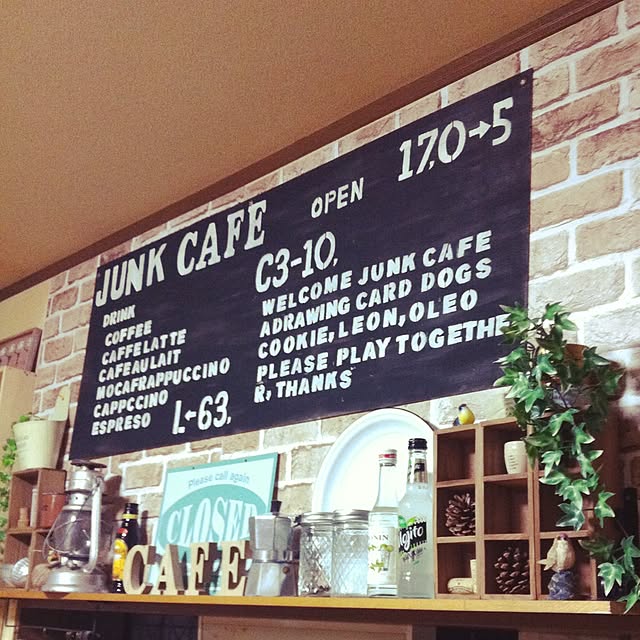 JUNK CAFE
OPEN
17,0→5
DRINK
COFFEE
CAFFELATTE
CAFEAULAIT
MOCAFRAPPUCCINO
CAPPCCINO
ESPRESO
L←63,
C3-10,
WELCOME JUNK CAFE
ADRAWING CARD DOGS
COOKIE, LEON, OLEO
PLEASE PLAY TOGETHE
R, THANKS
Please call again
CLOSED
CAFE
Mojito